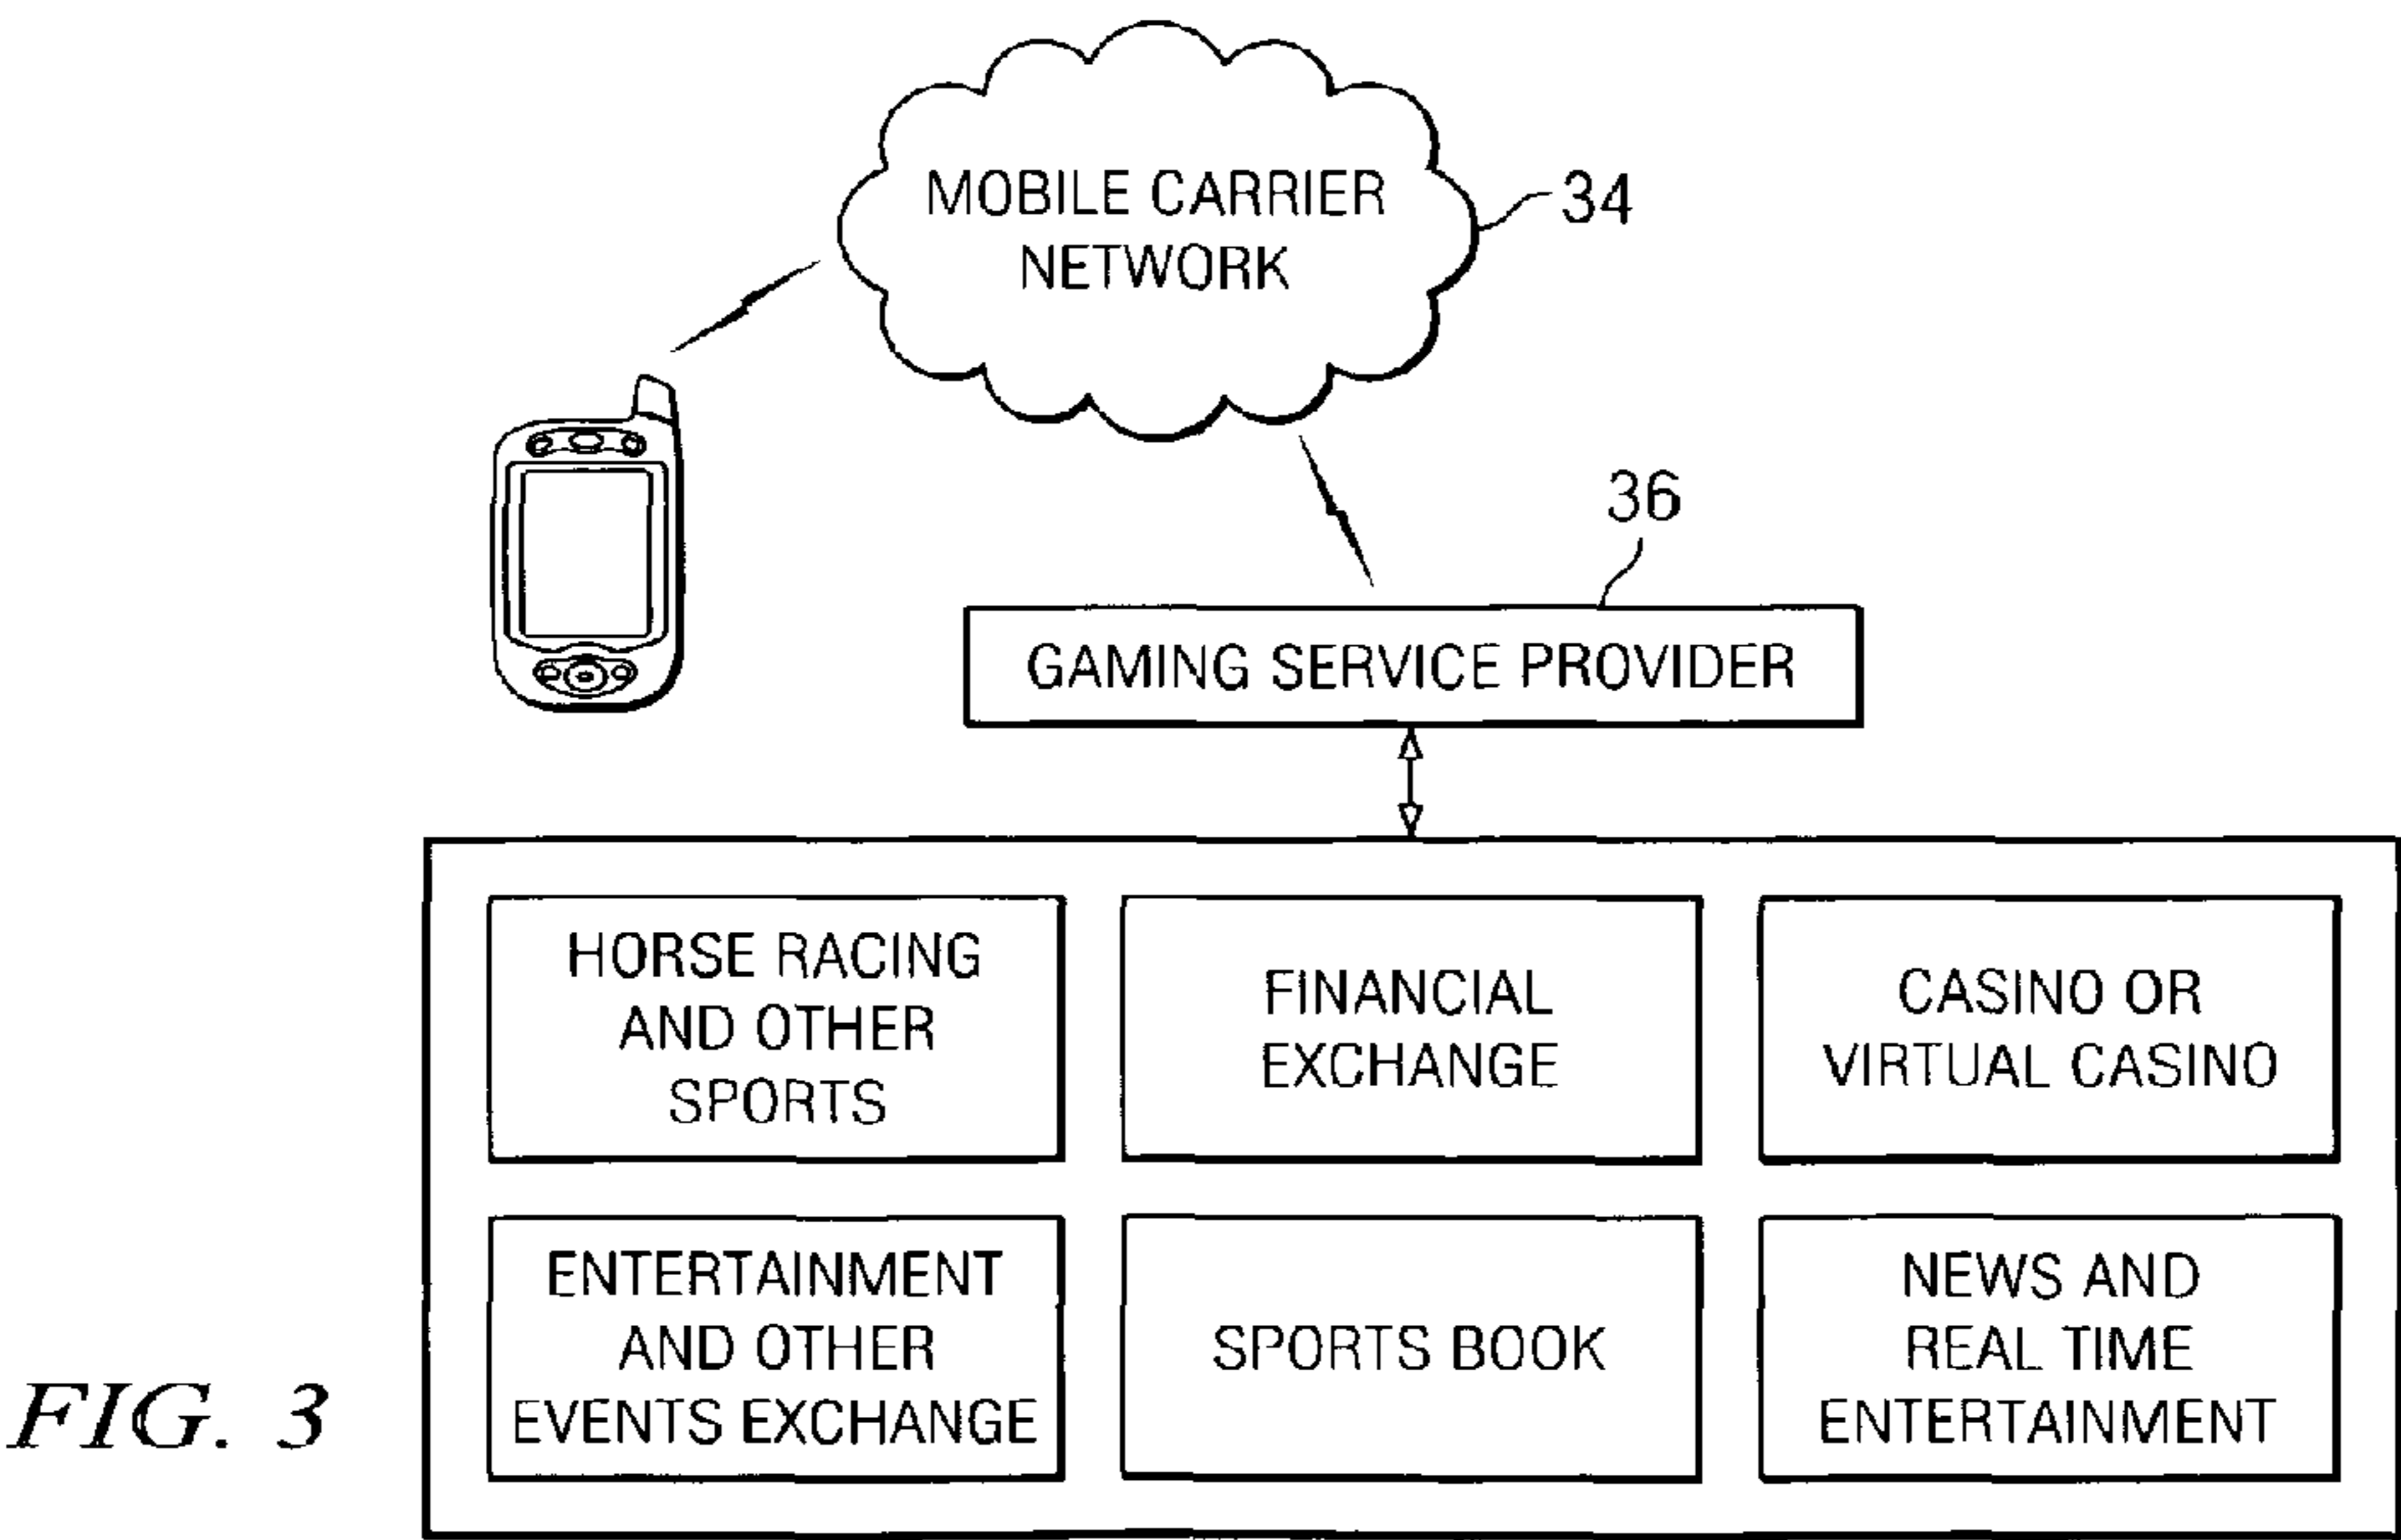 MOBILE CARRIER
NETWORK
34
36
GAMING SERVICE PROVIDER
HORSE RACING
AND OTHER
SPORTS
FINANCIAL
EXCHANGE
CASINO OR
VIRTUAL CASINO
ENTERTAINMENT
AND OTHER
EVENTS EXCHANGE
SPORTS BOOK
NEWS AND
REAL TIME
ENTERTAINMENT
FIG. 3